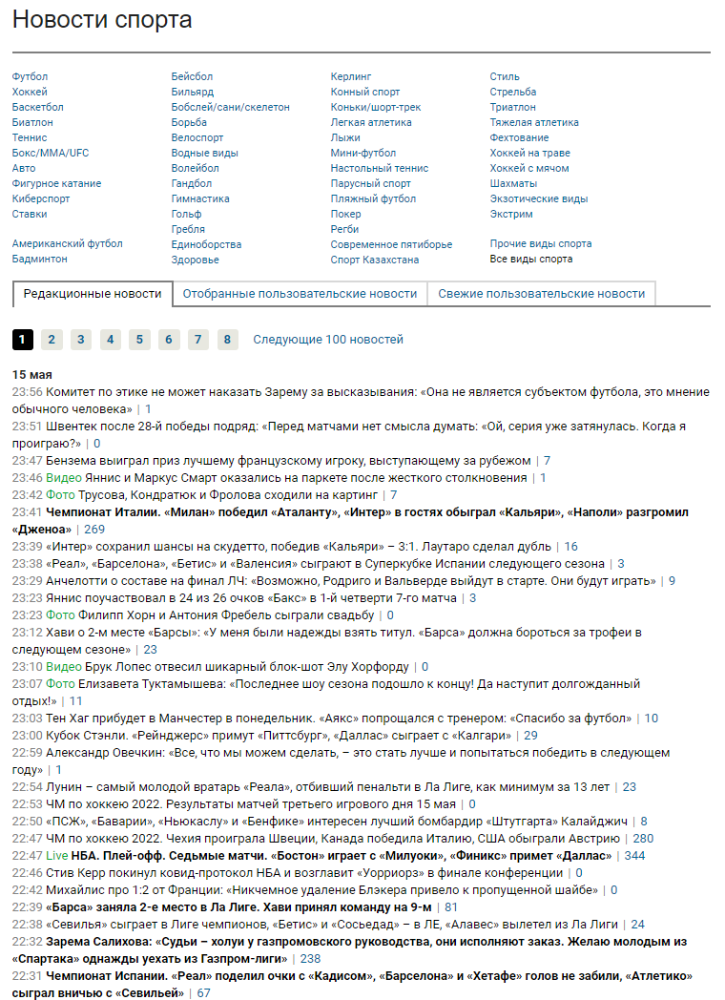 Новости спорта
Футбол
Хоккей
Баскетбол
Биатлон
Теннис
Бокс/MMA/UFC
Авто
Фигурное катание
Киберспорт
Ставки
Американский футбол
Бадминтон
Бейсбол
Бильярд
Бобслей/сани/скелетон
Борьба
Велоспорт
Водные виды
Волейбол
Гандбол
Гимнастика
Гольф
Гребля
Единоборства
Здоровье
Керлинг
Конный спорт
Коньки/шорт-трек
Легкая атлетика
Лыжи
Мини-футбол
Настольный теннис
Парусный спорт
Пляжный футбол
Покер
Регби
Современное пятиборье
Спорт Казахстана
Стиль
Стрельба
Триатлон
Тяжелая атлетика
Фехтование
Хоккей на траве
Хоккей с мячом
Шахматы
Экзотические виды
Экстрим
Прочие виды спорта
Все виды спорта
Редакционные новости Отобранные пользовательские новости Свежие пользовательские новости
1 2 3 4 5 6 7 8 Следующие 100 новостей
15 мая
23:56 Комитет по этике не может наказать Зарему за высказывания: «Она не является субъектом футбола, это мнение
обычного человека» | 1
23:51 Швентек после 28-й победы подряд: «Перед матчами нет смысла думать: «Ой, серия уже затянулась. Когда я
проиграю?» | 0
23:47 Бензема выиграл приз лучшему французскому игроку, выступающему за рубежом | 7
23:46 Видео Яннис и Маркус Смарт оказались на паркете после жесткого столкновения | 1
23:42 Фото Трусова, Кондратюк и Фролова сходили на картинг | 7
23:41 Чемпионат Италии. «Милан» победил «Аталанту», «Интер» в гостях обыграл «Кальяри», «Наполи» разгромил
«Дженоа» | 269
23:39 «Интер» сохранил шансы на скудетто, победив «Кальяри» – 3:1. Лаутаро сделал дубль | 16
23:38 «Реал», «Барселона», «Бетис» и «Валенсия» сыграют в Суперкубке Испании следующего сезона | 3
23:29 Анчелотти о составе на финал ЛЧ: «Возможно, Родриго и Вальверде выйдут в старте. Они будут играть» | 9
23:23 Яннис поучаствовал в 24 из 26 очков «Бакс» в 1-й четверти 7-го матча | 3
23:23 Фото Филипп Хорн и Антония Фребель сыграли свадьбу | 0
23:12 Хави о 2-м месте «Барсы»: «У меня были надежды взять титул. «Барса» должна бороться за трофеи в
следующем сезоне» | 23
23:10 Видео Брук Лопес отвесил шикарный блок-шот Элу Хорфорду | 0
23:07 Фото Елизавета Туктамышева: «Последнее шоу сезона подошло к концу! Да наступит долгожданный
отдых!» | 11
23:03 Тен Хаг прибудет в Манчестер в понедельник. «Аякс» попрощался с тренером: «Спасибо за футбол» | 10
23:00 Кубок Стэнли. «Рейнджерс» примут «Питтсбург», «Даллас» сыграет с «Калгари» | 29
22:59 Александр Овечкин: «Все, что мы можем сделать, – это стать лучше и попытаться победить в следующем
году» | 1
22:54 Лунин – самый молодой вратарь «Реала», отбивший пенальти в Ла Лиге, как минимум за 13 лет | 23
22:53 ЧМ по хоккею 2022. Результаты матчей третьего игрового дня 15 мая | 0
22:50 «ПСЖ», «Баварии», «Ньюкаслу» и «Бенфике» интересен лучший бомбардир «Штутгарта» Калайджич | 8
22:47 ЧМ по хоккею 2022. Чехия проиграла Швеции, Канада победила Италию, США обыграли Австрию | 280
22:47 Live НБА. Плей-офф. Седьмые матчи. «Бостон» играет с «Милуоки», «Финикс» примет «Даллас» | 344
22:46 Стив Керр покинул ковид-протокол НБА и возглавит «Уорриорз» в финале конференции | 0
22:42 Михайлис про 1:2 от Франции: «Никчемное удаление Блэкера привело к пропущенной шайбе» | 0
22:39 «Барса» заняла 2-е место в Ла Лиге. Хави принял команду на 9-м | 81
22:38 «Севилья» сыграет в Лиге чемпионов, «Бетис» и «Сосьедад» – в ЛЕ, «Алавес» вылетел из Ла Лиги | 24
22:32 Зарема Салихова: «Судьи – холуи у газпромовского руководства, они исполняют заказ. Желаю молодым из
«Спартака» однажды уехать из Газпром-лиги» | 238
22:31 Чемпионат Испании. «Реал» поделил очки с «Кадисом», «Барселона» и «Хетафе» голов не забили, «Атлетико»
сыграл вничью с «Севильей» | 67